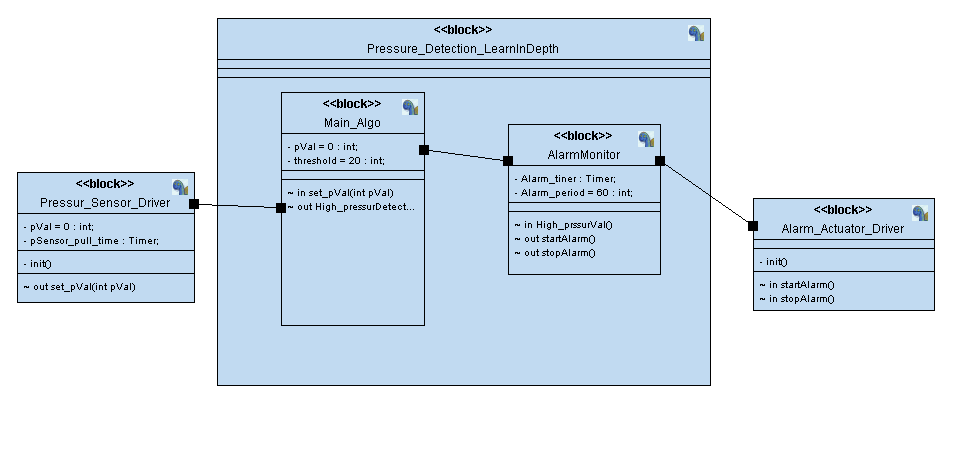 <<block>>
Pressure_Detection_LearnInDepth
<<block>>
Main_Algo
- pVal = 0 : int;
- threshold = 20 : int;
~ in set_pVal(int pVal)
~ out High_pressurDetect...
<<block>>
AlarmMonitor
- Alarm_tiner : Timer;
- Alarm_period = 60 : int;
~ in High_prssurVal()
~ out startAlarm()
~ out stopAlarm()
<<block>>
Pressur_Sensor_Driver
- pVal = 0 : int;
- pSensor_pull_time : Timer;
- init()
~ out set_pVal(int pVal)
<<block>>
Alarm_Actuator_Driver
- init()
~ in startAlarm()
~ in stopAlarm()